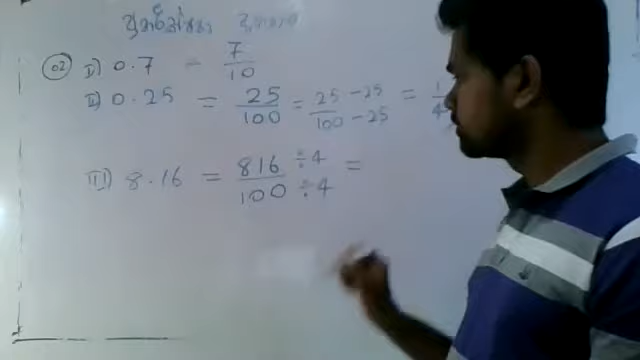 02 i) 0.7 = 7/10
ii) 0.25 = 25/100 = 25 ÷ 25 / 100 ÷ 25 = 1/4
iii) 8.16 = 816 ÷ 4 / 100 ÷ 4 =